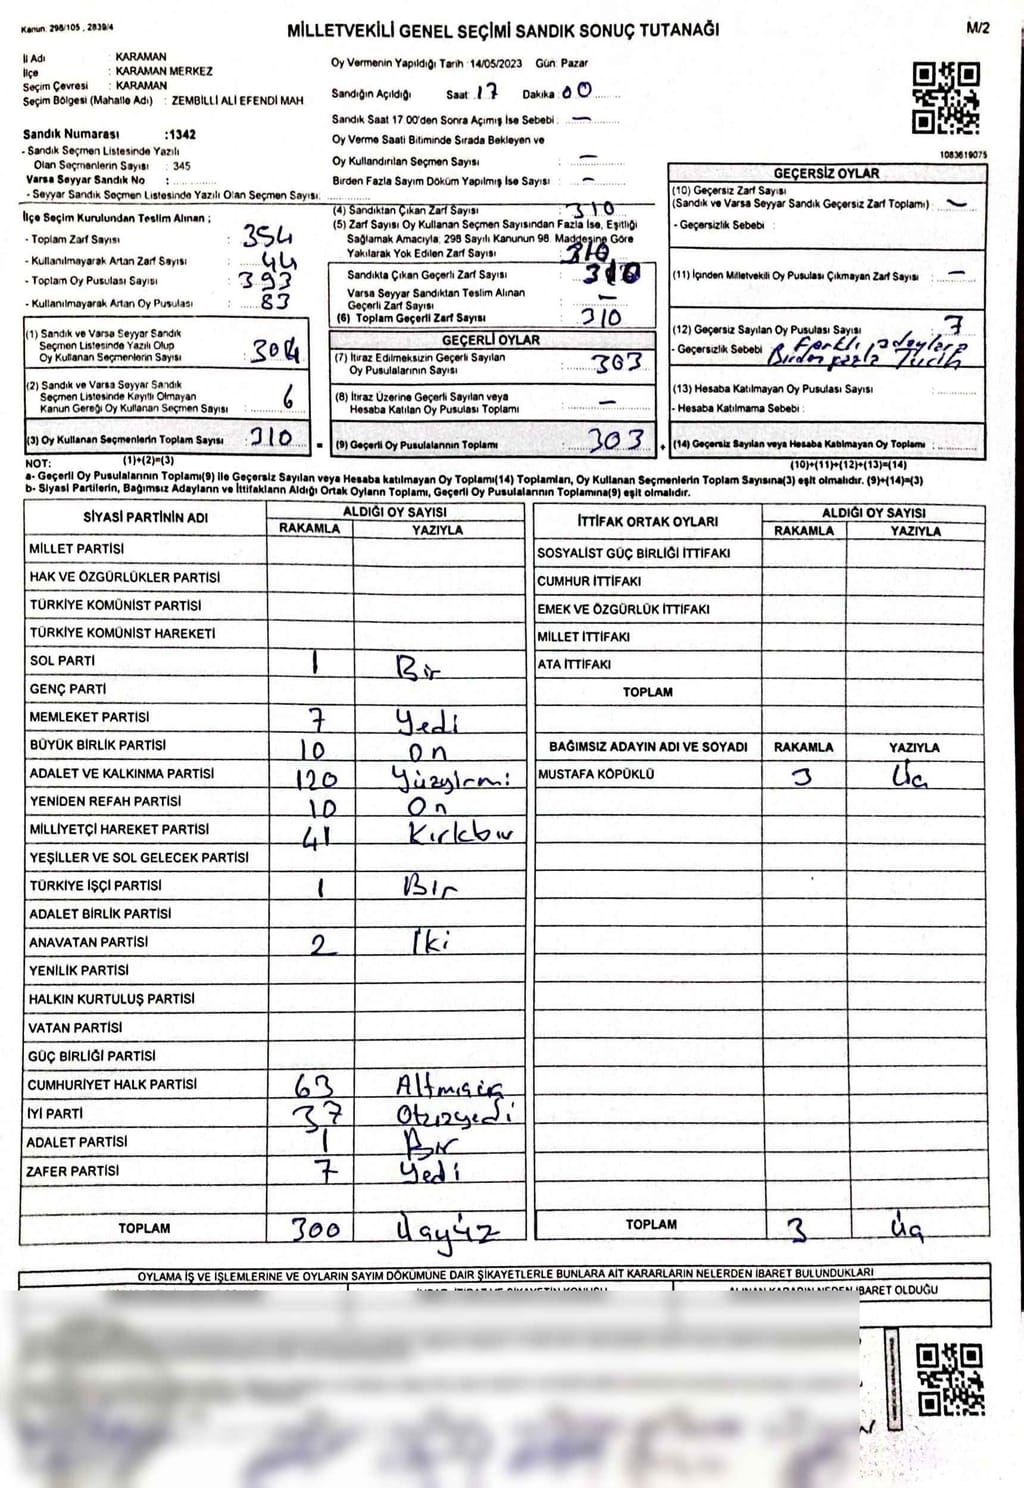 Kanun: 298/105 , 2839/4
MİLLETVEKİLİ GENEL SEÇİMİ SANDIK SONUÇ TUTANAĞI
M/2
İl Adı : KARAMAN
İlçe : KARAMAN MERKEZ
Seçim Çevresi : KARAMAN
Seçim Bölgesi (Mahalle Adı) : ZEMBİLLİ ALİ EFENDİ MAH
Sandık Numarası :1342
- Sandık Seçmen Listesinde Yazılı
Olan Seçmenlerin Sayısı : 345
Varsa Seyyar Sandık No :
- Seyyar Sandık Seçmen Listesinde Yazılı Olan Seçmen Sayısı:
Oy Vermenin Yapıldığı Tarih :14/05/2023 Gün: Pazar
Sandığın Açıldığı Saat: 17 Dakika: 00
Sandık Saat 17.00'den Sonra Açımış İse Sebebi : —
Oy Verme Saati Bitiminde Sırada Bekleyen ve
Oy Kullandırılan Seçmen Sayısı : —
Birden Fazla Sayım Döküm Yapılmış İse Sayısı : —
1083619075
İlçe Seçim Kurulundan Teslim Alınan ;
- Toplam Zarf Sayısı : 354
- Kullanılmayarak Artan Zarf Sayısı : 44
- Toplam Oy Pusulası Sayısı : 393
- Kullanılmayarak Artan Oy Pusulası : 83
(1) Sandık ve Varsa Seyyar Sandık
Seçmen Listesinde Yazılı Olup
Oy Kullanan Seçmenlerin Sayısı : 304
(2) Sandık ve Varsa Seyyar Sandık
Seçmen Listesinde Kayıtlı Olmayan
Kanun Gereği Oy Kullanan Seçmen Sayısı : 6
(3) Oy Kullanan Seçmenlerin Toplam Sayısı : 310
(1)+(2)=(3)
(4) Sandıktan Çıkan Zarf Sayısı : 310
(5) Zarf Sayısı Oy Kullanan Seçmen Sayısından Fazla İse, Eşitliği
Sağlamak Amacıyla, 298 Sayılı Kanunun 98. Maddesine Göre
Yakılarak Yok Edilen Zarf Sayısı : 310
Sandıkta Çıkan Geçerli Zarf Sayısı : 310
Varsa Seyyar Sandıktan Teslim Alınan
Geçerli Zarf Sayısı : —
(6) Toplam Geçerli Zarf Sayısı : 310
GEÇERLİ OYLAR
(7) İtiraz Edilmeksizin Geçerli Sayılan
Oy Pusulalarının Sayısı : 303
(8) İtiraz Üzerine Geçerli Sayılan veya
Hesaba Katılan Oy Pusulası Toplamı : —
= (9) Geçerli Oy Pusulalarının Toplamı : 303
GEÇERSİZ OYLAR
(10) Geçersiz Zarf Sayısı
(Sandık ve Varsa Seyyar Sandık Geçersiz Zarf Toplamı) : —
- Geçersizlik Sebebi :
(11) İçinden Milletvekili Oy Pusulası Çıkmayan Zarf Sayısı : —
(12) Geçersiz Sayılan Oy Pusulası Sayısı : 7
- Geçersizlik Sebebi : Farklı adaylara
Birden fazla Tercih
(13) Hesaba Katılmayan Oy Pusulası Sayısı :
- Hesaba Katılmama Sebebi :
+ (14) Geçersiz Sayılan veya Hesaba Katılmayan Oy Toplamı :
(10)+(11)+(12)+(13)=(14)
NOT:
a- Geçerli Oy Pusulalarının Toplamı(9) ile Geçersiz Sayılan veya Hesaba katılmayan Oy Toplamı(14) Toplamları, Oy Kullanan Seçmenlerin Toplam Sayısına(3) eşit olmalıdır. (9)+(14)=(3)
b- Siyasi Partilerin, Bağımsız Adayların ve İttifakların Aldığı Ortak Oyların Toplamı, Geçerli Oy Pusulalarının Toplamına(9) eşit olmalıdır.
SİYASİ PARTİNİN ADI
ALDIĞI OY SAYISI
RAKAMLA YAZIYLA
MİLLET PARTİSİ
HAK VE ÖZGÜRLÜKLER PARTİSİ
TÜRKİYE KOMÜNİST PARTİSİ
TÜRKİYE KOMÜNİST HAREKETİ
SOL PARTİ 1 Bir
GENÇ PARTİ
MEMLEKET PARTİSİ 7 Yedi
BÜYÜK BİRLİK PARTİSİ 10 On
ADALET VE KALKINMA PARTİSİ 120 Yüzyirmi
YENİDEN REFAH PARTİSİ 10 On
MİLLİYETÇİ HAREKET PARTİSİ 41 Kırkbir
YEŞİLLER VE SOL GELECEK PARTİSİ
TÜRKİYE İŞÇİ PARTİSİ 1 Bir
ADALET BİRLİK PARTİSİ
ANAVATAN PARTİSİ 2 İki
YENİLİK PARTİSİ
HALKIN KURTULUŞ PARTİSİ
VATAN PARTİSİ
GÜÇ BİRLİĞİ PARTİSİ
CUMHURİYET HALK PARTİSİ 63 Altmışüç
İYİ PARTİ 37 Otuzyedi
ADALET PARTİSİ 1 Bir
ZAFER PARTİSİ 7 Yedi
TOPLAM 300 Üçyüz
İTTİFAK ORTAK OYLARI
ALDIĞI OY SAYISI
RAKAMLA YAZIYLA
SOSYALİST GÜÇ BİRLİĞİ İTTİFAKI
CUMHUR İTTİFAKI
EMEK VE ÖZGÜRLÜK İTTİFAKI
MİLLET İTTİFAKI
ATA İTTİFAKI
TOPLAM
BAĞIMSIZ ADAYIN ADI VE SOYADI RAKAMLA YAZIYLA
MUSTAFA KÖPÜKLÜ 3 Üç
TOPLAM 3 Üç
OYLAMA İŞ VE İŞLEMLERİNE VE OYLARIN SAYIM DÖKÜMÜNE DAİR ŞİKAYETLERLE BUNLARA AİT KARARLARIN NELERDEN İBARET BULUNDUKLARI
İBARET OLDUĞU